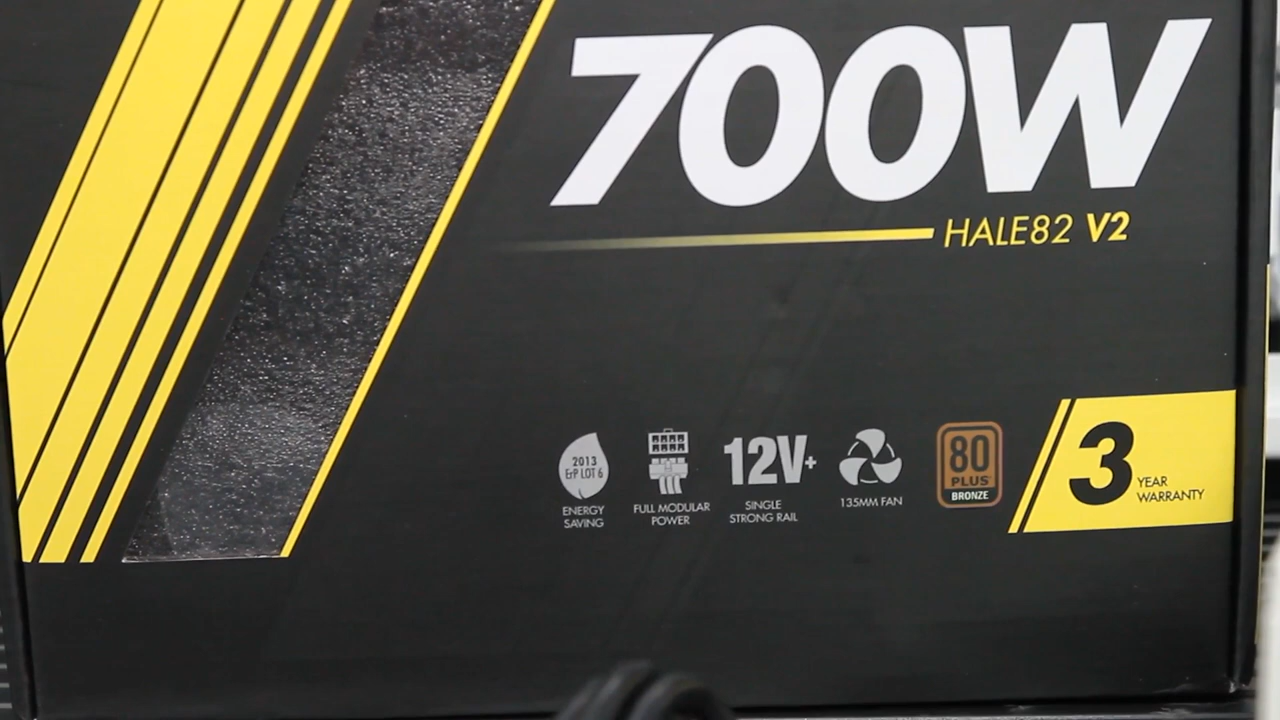 700W
HALE82 V2
2013
ErP LOT 6
ENERGY
SAVING
FULL MODULAR
POWER
12V+
SINGLE
STRONG RAIL
135MM FAN
80
PLUS
BRONZE
3
YEAR
WARRANTY